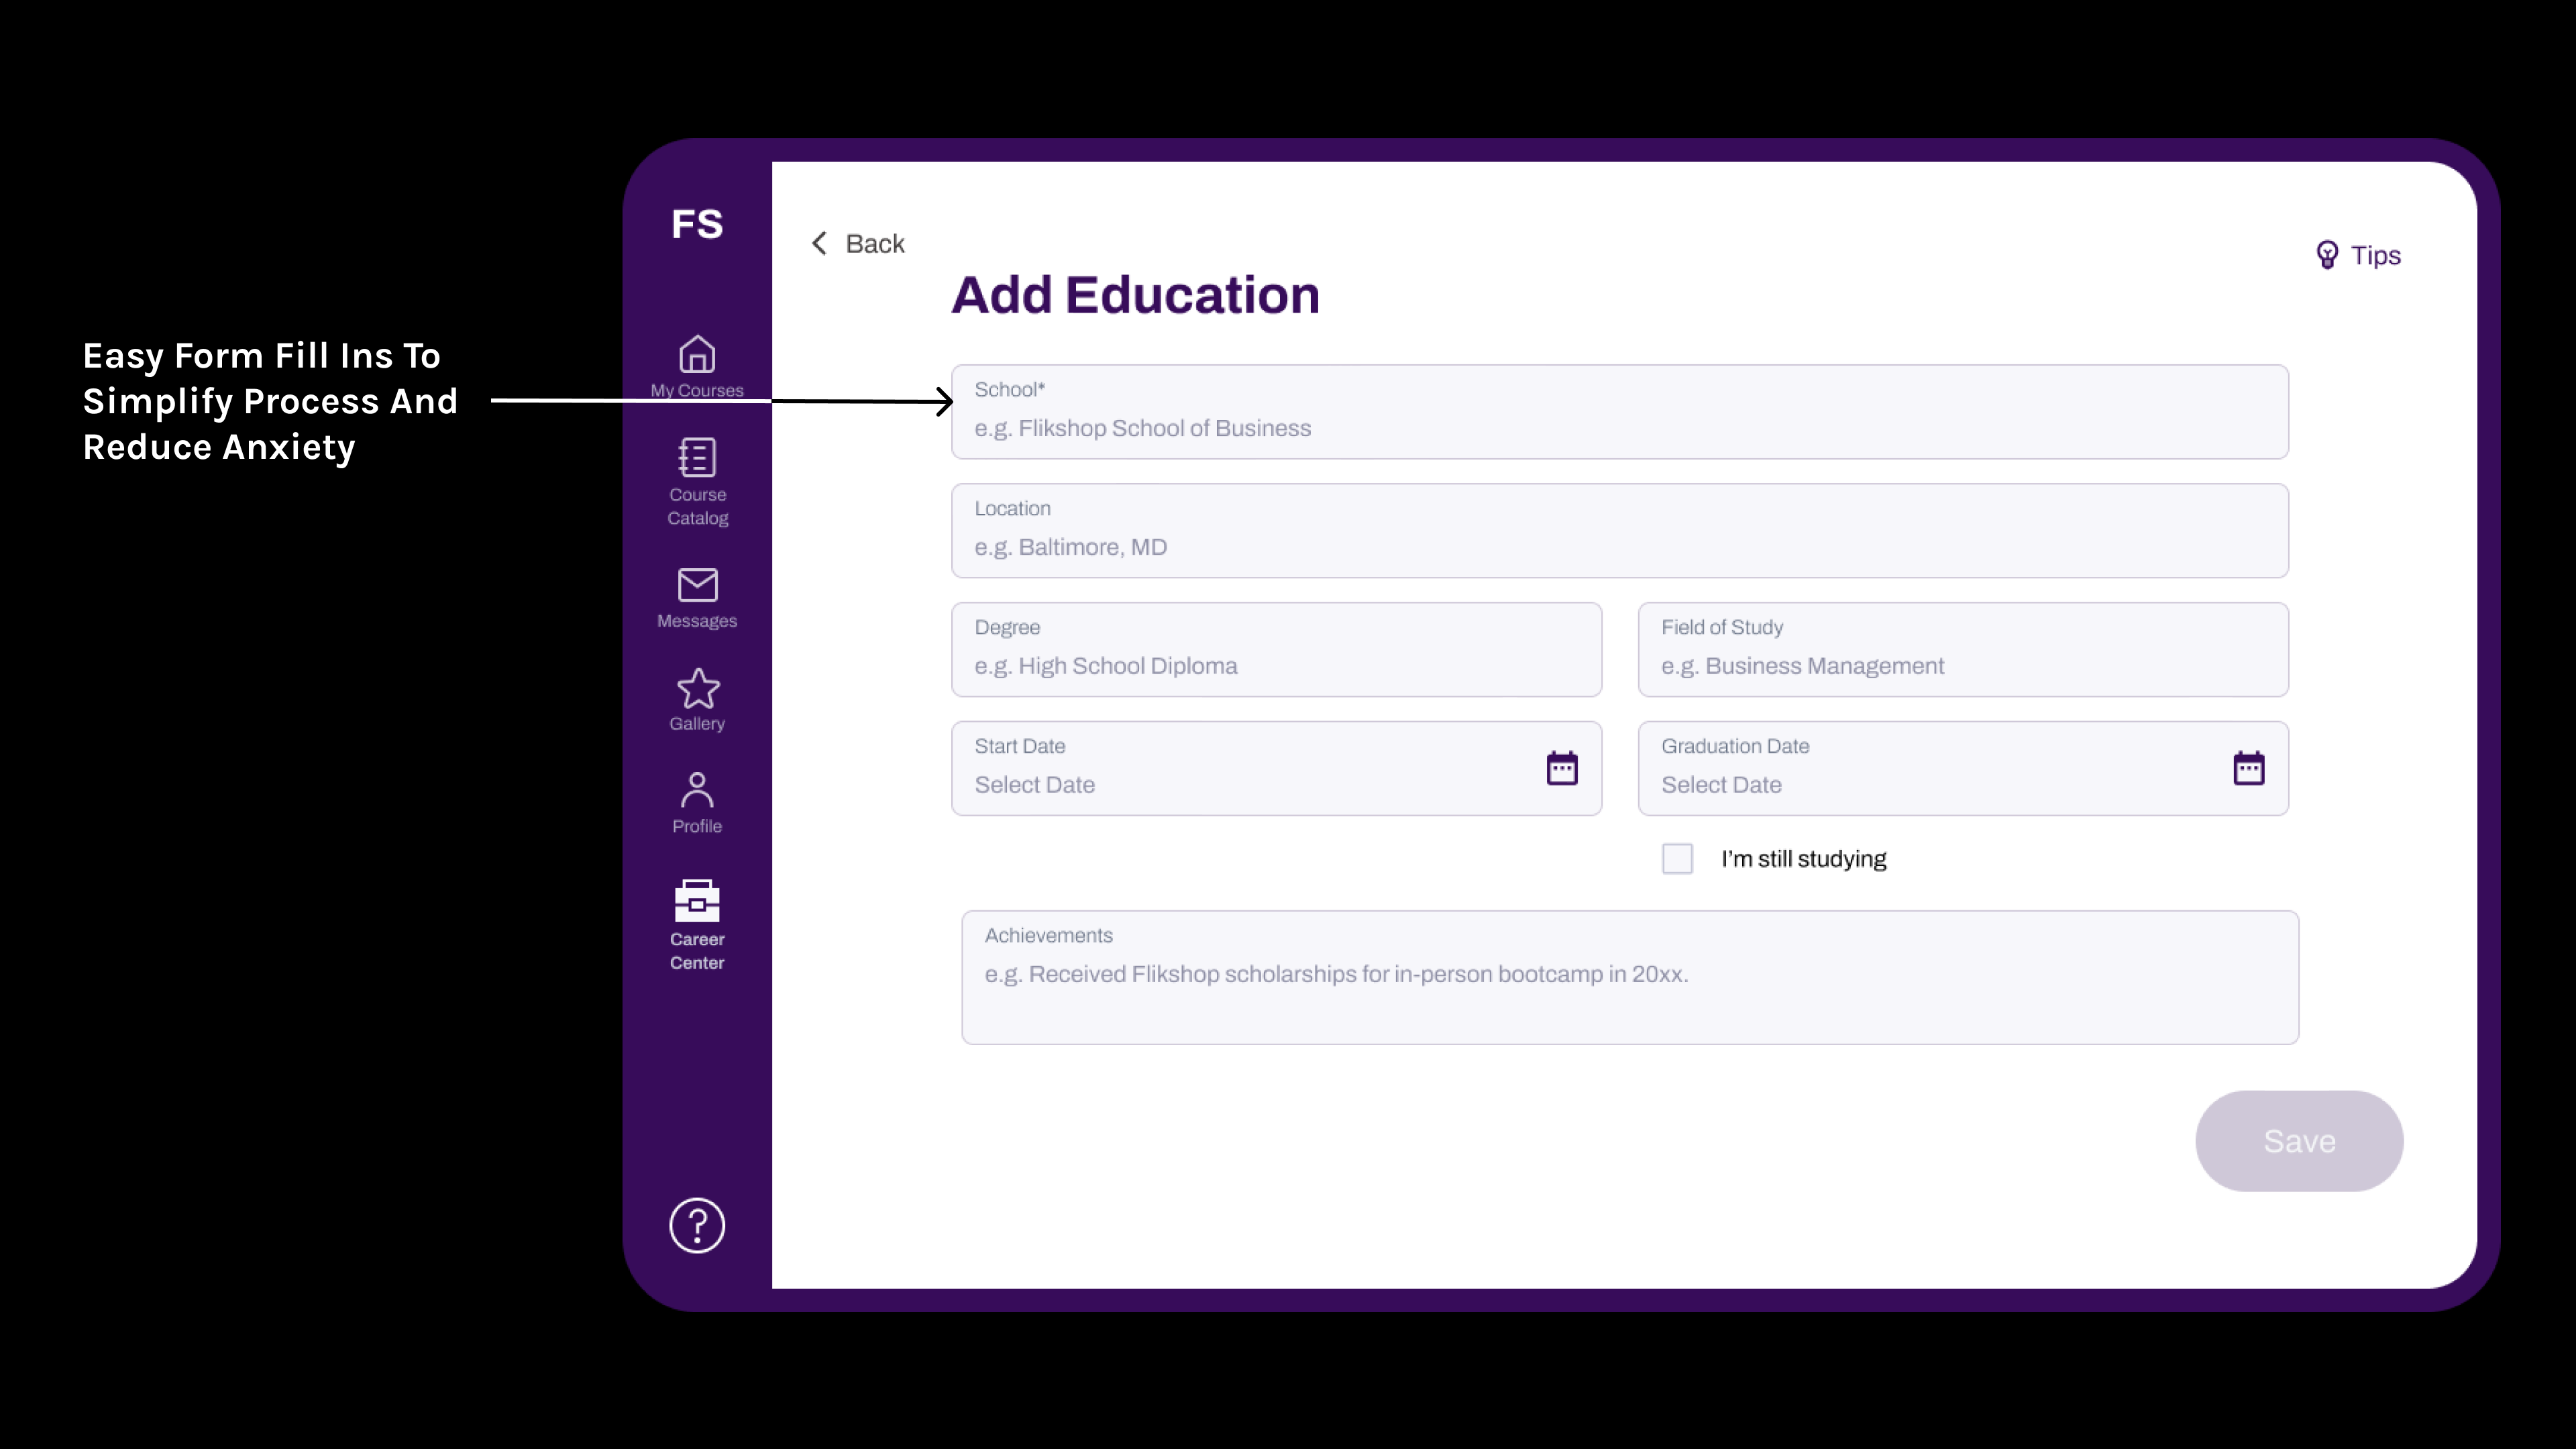 Easy Form Fill Ins To
Simplify Process And
Reduce Anxiety
FS
My Courses
Course
Catalog
Messages
Gallery
Profile
Career
Center
?
Back
Tips
Add Education
School*
e.g. Flikshop School of Business
Location
e.g. Baltimore, MD
Degree
e.g. High School Diploma
Field of Study
e.g. Business Management
Start Date
Select Date
Graduation Date
Select Date
I'm still studying
Achievements
e.g. Received Flikshop scholarships for in-person bootcamp in 20xx.
Save